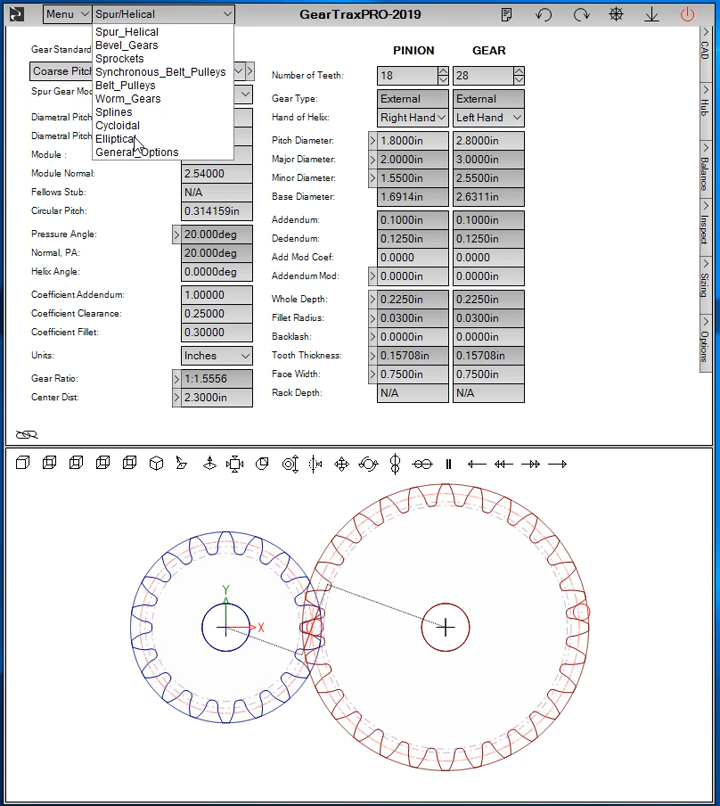 Menu Spur/Helical GearTraxPRO-2019
Spur_Helical
Bevel_Gears
Sprockets
Synchronous_Belt_Pulleys
Belt_Pulleys
Worm_Gears
Splines
Cycloidal
Elliptical
General_Options
Gear Standard
Coarse Pitch
Spur Gear
Diametral Pitch
Diametral Pitch
Module :
Module Normal: 2.54000
Fellows Stub: N/A
Circular Pitch: 0.314159in
Pressure Angle: 20.000deg
Normal, PA: 20.000deg
Helix Angle: 0.0000deg
Coefficient Addendum: 1.00000
Coefficient Clearance: 0.25000
Coefficient Fillet: 0.30000
Units: Inches
Gear Ratio: 1:1.5556
Center Dist: 2.3000in
PINION GEAR
Number of Teeth: 18 28
Gear Type: External External
Hand of Helix: Right Hand Left Hand
Pitch Diameter: 1.8000in 2.8000in
Major Diameter: 2.0000in 3.0000in
Minor Diameter: 1.5500in 2.5500in
Base Diameter: 1.6914in 2.6311in
Addendum: 0.1000in 0.1000in
Dedendum: 0.1250in 0.1250in
Add Mod Coef: 0.0000 0.0000
Addendum Mod: 0.0000in 0.0000in
Whole Depth: 0.2250in 0.2250in
Fillet Radius: 0.0300in 0.0300in
Backlash: 0.0000in 0.0000in
Tooth Thickness: 0.15708in 0.15708in
Face Width: 0.7500in 0.7500in
Rack Depth: N/A N/A
CAD
Hub
Balance
Inspect
Sizing
Options
Y
X